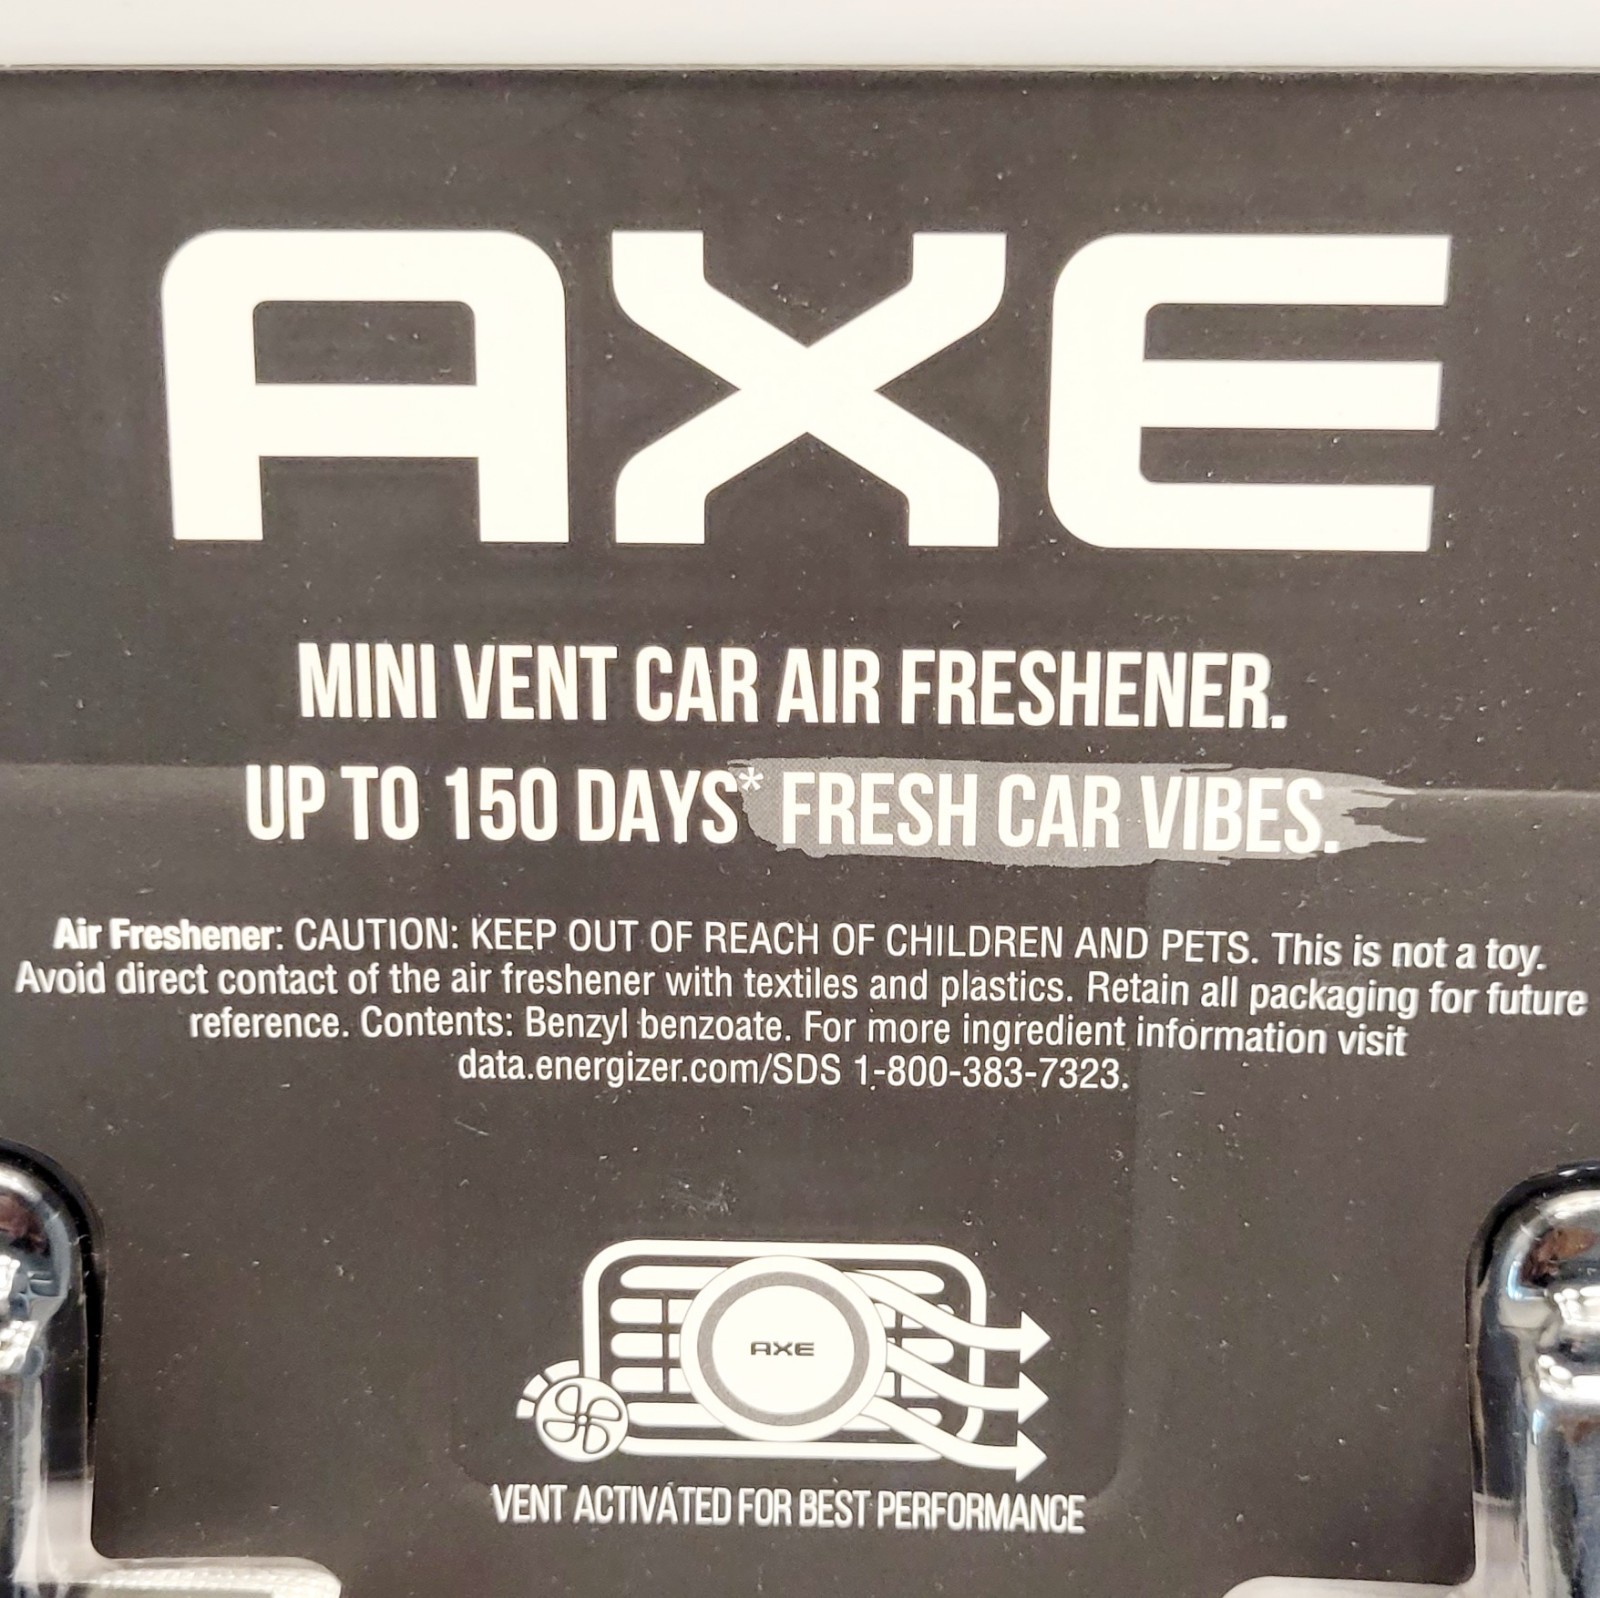 AXE
MINI VENT CAR AIR FRESHENER.
UP TO 150 DAYS* FRESH CAR VIBES.
Air Freshener: CAUTION: KEEP OUT OF REACH OF CHILDREN AND PETS. This is not a toy.
Avoid direct contact of the air freshener with textiles and plastics. Retain all packaging for future
reference. Contents: Benzyl benzoate. For more ingredient information visit
data.energizer.com/SDS 1-800-383-7323.
AXE
VENT ACTIVATED FOR BEST PERFORMANCE